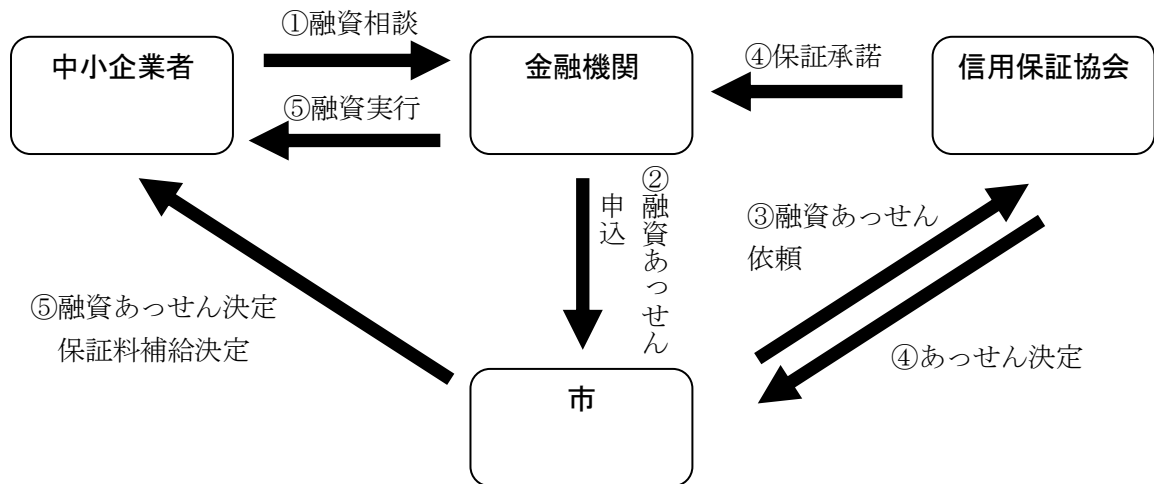 ①融資相談
中小企業者
金融機関
信用保証協会
④保証承諾
⑤融資実行
②融資あっせん
申込
③融資あっせん
依頼
⑤融資あっせん決定
保証料補給決定
④あっせん決定
市